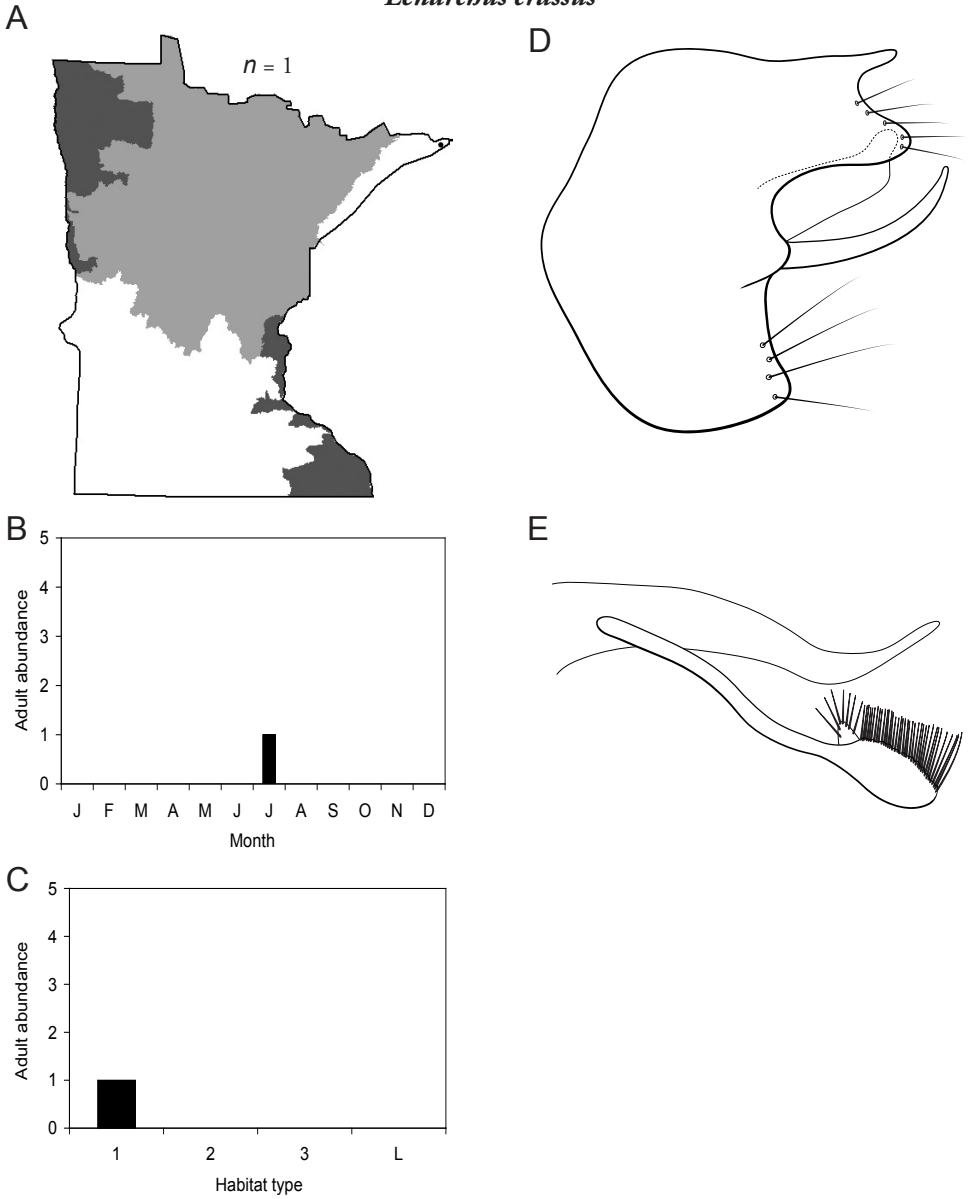 Lenarchus crassus
A
n = 1
D
B
5
4
3
2
1
0
Adult abundance
J F M A M J J A S O N D
Month
E
C
5
4
3
2
1
0
Adult abundance
1 2 3 L
Habitat type